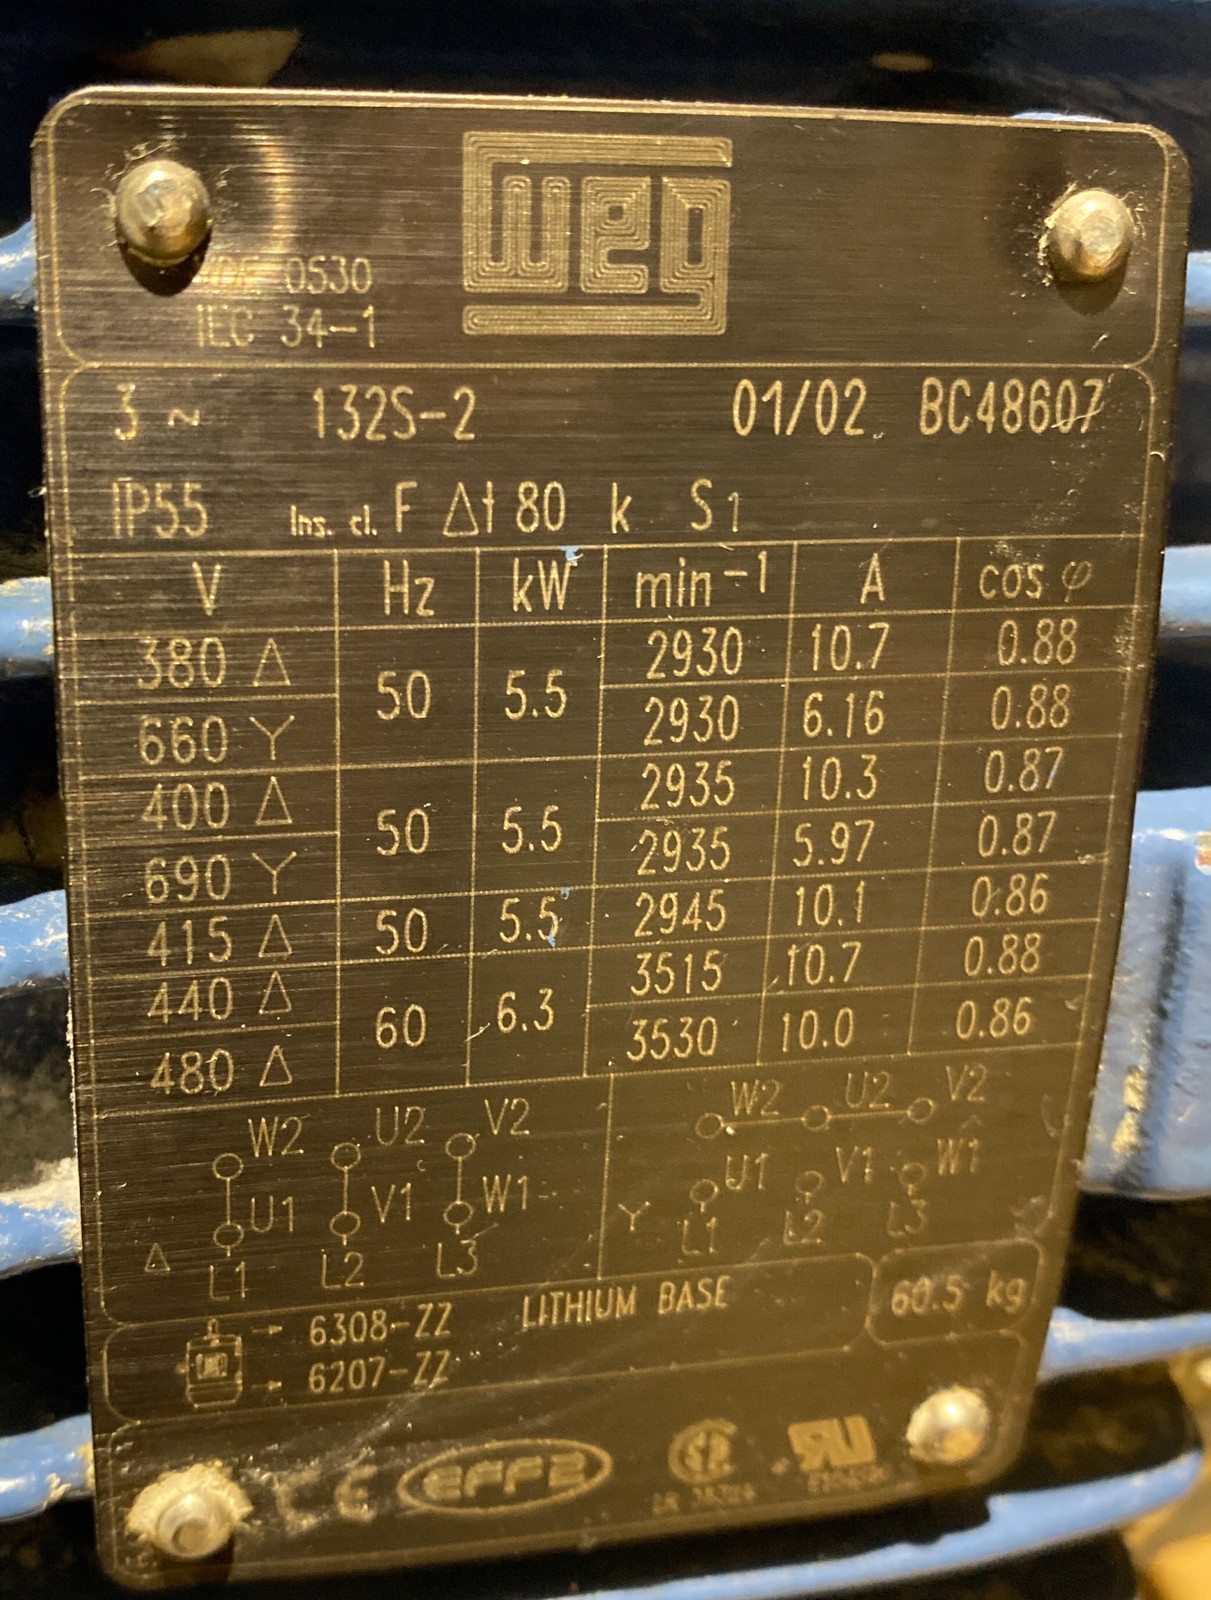 WEG
0530
IEC 34-1
3 ~ 132S-2 01/02 BC48607
IP55 Ins. cl. F Δt 80 k S1
V Hz kW min-1 A cos φ
380 Δ 50 5.5 2930 10.7 0.88
660 Y 2930 6.16 0.88
400 Δ 50 5.5 2935 10.3 0.87
690 Y 2935 5.97 0.87
415 Δ 50 5.5 2945 10.1 0.86
440 Δ 60 6.3 3515 10.7 0.88
480 Δ 3530 10.0 0.86
W2 U2 V2
U1 V1 W1
Δ L1 L2 L3
W2 U2 V2
U1 V1 W1
Y L1 L2 L3
6308-ZZ LITHIUM BASE 60.5 kg
6207-ZZ
CE EFF2